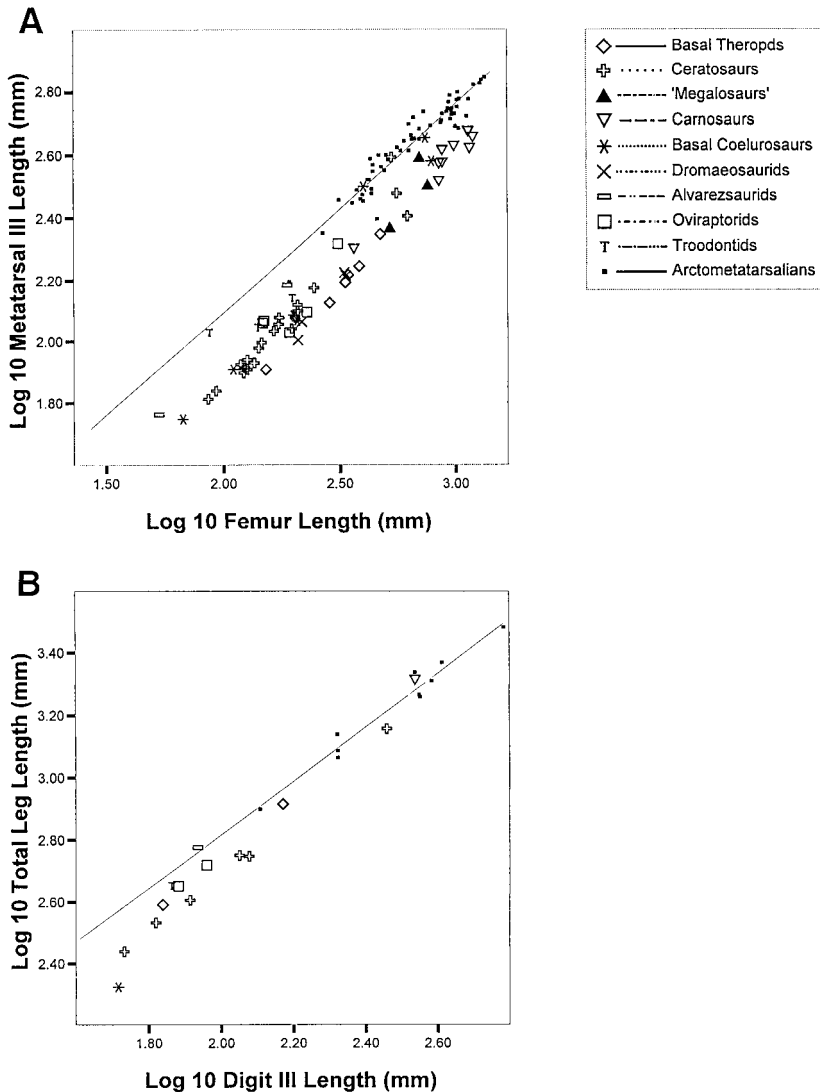 A
Log 10 Metatarsal III Length (mm)
2.80
2.60
2.40
2.20
2.00
1.80
1.50
2.00
2.50
3.00
Log 10 Femur Length (mm)
Basal Theropds
Ceratosaurs
'Megalosaurs'
Carnosaurs
Basal Coelurosaurs
Dromaeosaurids
Alvarezsaurids
Oviraptorids
Troodontids
Arctometatarsalians
B
Log 10 Total Leg Length (mm)
3.40
3.20
3.00
2.80
2.60
2.40
1.80
2.00
2.20
2.40
2.60
Log 10 Digit III Length (mm)